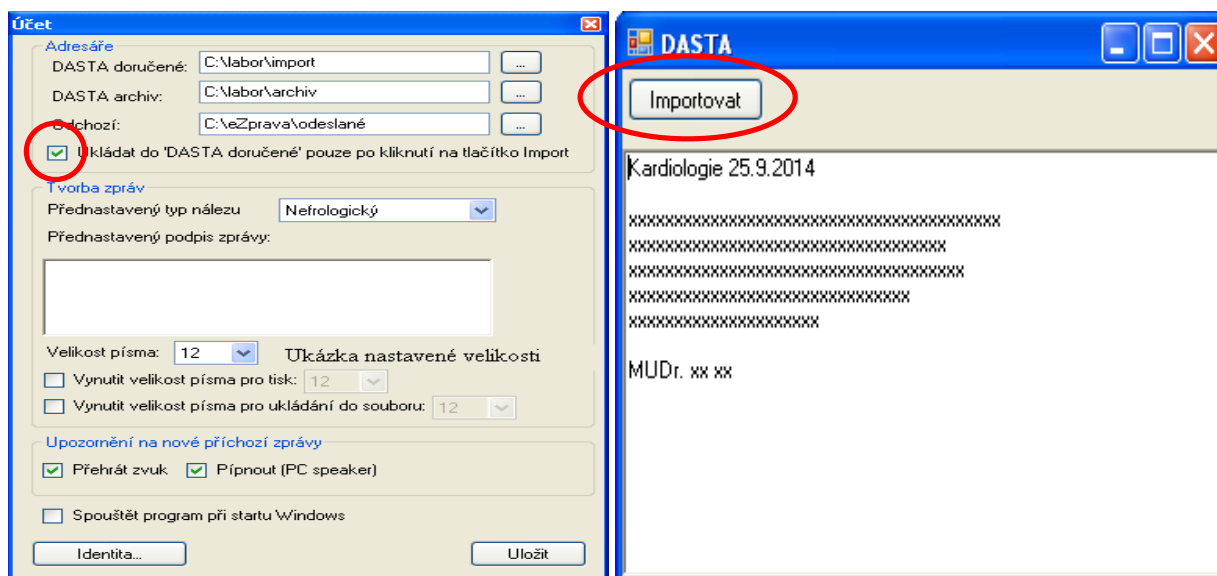 Účet
Adresáře
DASTA doručené: C:\labor\import ...
DASTA archiv: C:\labor\archiv ...
Odchozí: C:\eZprava\odeslané ...
Ukládat do 'DASTA doručené' pouze po kliknutí na tlačítko Import
Tvorba zpráv
Přednastavený typ nálezu Nefrologický
Přednastavený podpis zprávy:
Velikost písma: 12 Ukázka nastavené velikosti
Vynutit velikost písma pro tisk: 12
Vynutit velikost písma pro ukládání do souboru: 12
Upozornění na nové příchozí zprávy
Přehrát zvuk Pípnout (PC speaker)
Spouštět program při startu Windows
Identita... Uložit
DASTA
Importovat
Kardiologie 25.9.2014
xxxxxxxxxxxxxxxxxxxxxxxxxxxxxxxxxxxxxxxxx
xxxxxxxxxxxxxxxxxxxxxxxxxxxxxxxxxxx
xxxxxxxxxxxxxxxxxxxxxxxxxxxxxxxxxxxxx
xxxxxxxxxxxxxxxxxxxxxxxxxxxxxxx
xxxxxxxxxxxxxxxxxxxxx
MUDr. xx xx